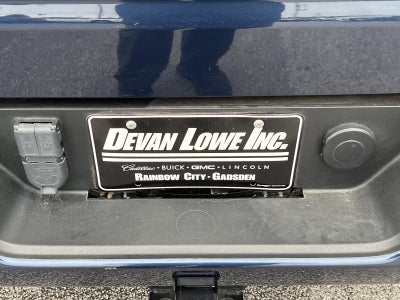 DEVAN LOWE INC.
Cadillac • BUICK • GMC • LINCOLN
RAINBOW CITY • GADSDEN